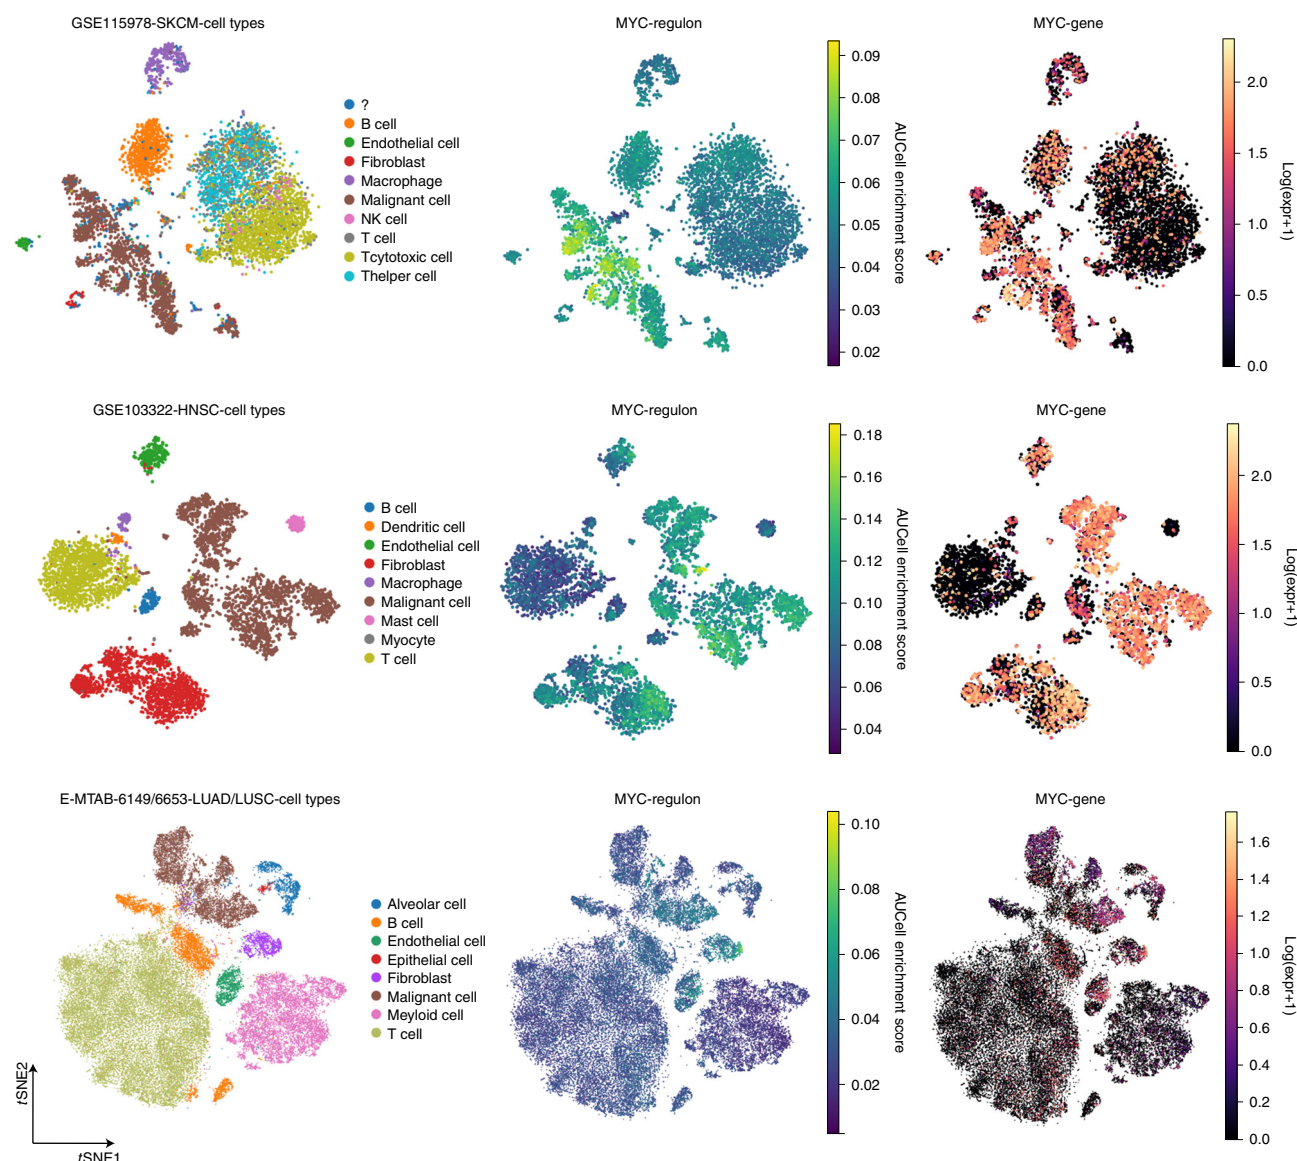 GSE115978-SKCM-cell types
MYC-regulon
MYC-gene
?
B cell
Endothelial cell
Fibroblast
Macrophage
Malignant cell
NK cell
T cell
Tcytotoxic cell
Thelper cell
0.09
0.08
0.07
0.06
0.05
0.04
0.03
0.02
AUCell enrichment score
2.0
1.5
1.0
0.5
0.0
Log(expr+1)
GSE103322-HNSC-cell types
MYC-regulon
MYC-gene
B cell
Dendritic cell
Endothelial cell
Fibroblast
Macrophage
Malignant cell
Mast cell
Myocyte
T cell
0.18
0.16
0.14
0.12
0.10
0.08
0.06
0.04
AUCell enrichment score
2.0
1.5
1.0
0.5
0.0
Log(expr+1)
E-MTAB-6149/6653-LUAD/LUSC-cell types
MYC-regulon
MYC-gene
Alveolar cell
B cell
Endothelial cell
Epithelial cell
Fibroblast
Malignant cell
Meyloid cell
T cell
0.10
0.08
0.06
0.04
0.02
AUCell enrichment score
1.6
1.4
1.2
1.0
0.8
0.6
0.4
0.2
0.0
Log(expr+1)
tSNE2
tSNE1